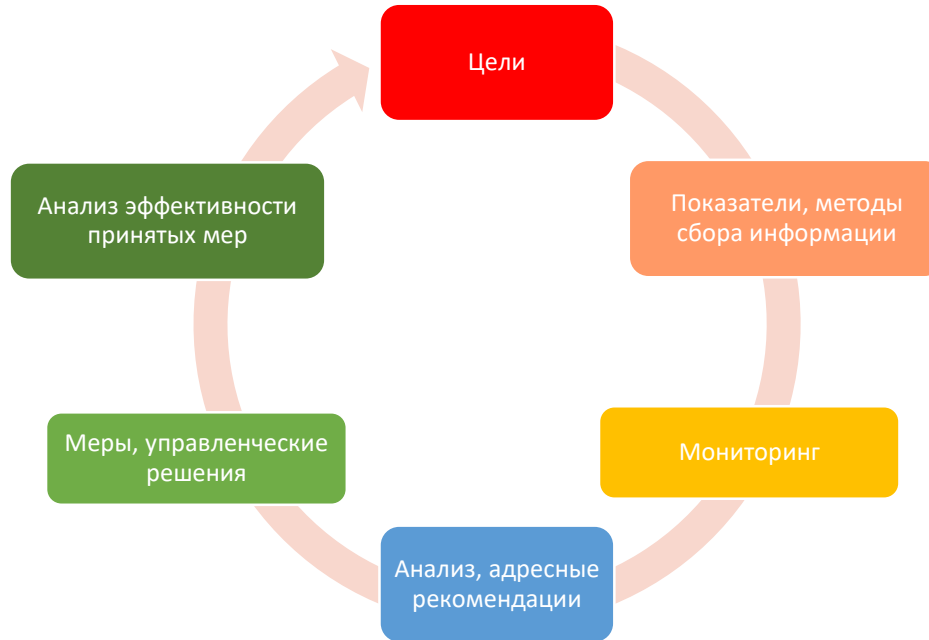 Цели
Показатели, методы
сбора информации
Мониторинг
Анализ, адресные
рекомендации
Меры, управленческие
решения
Анализ эффективности
принятых мер